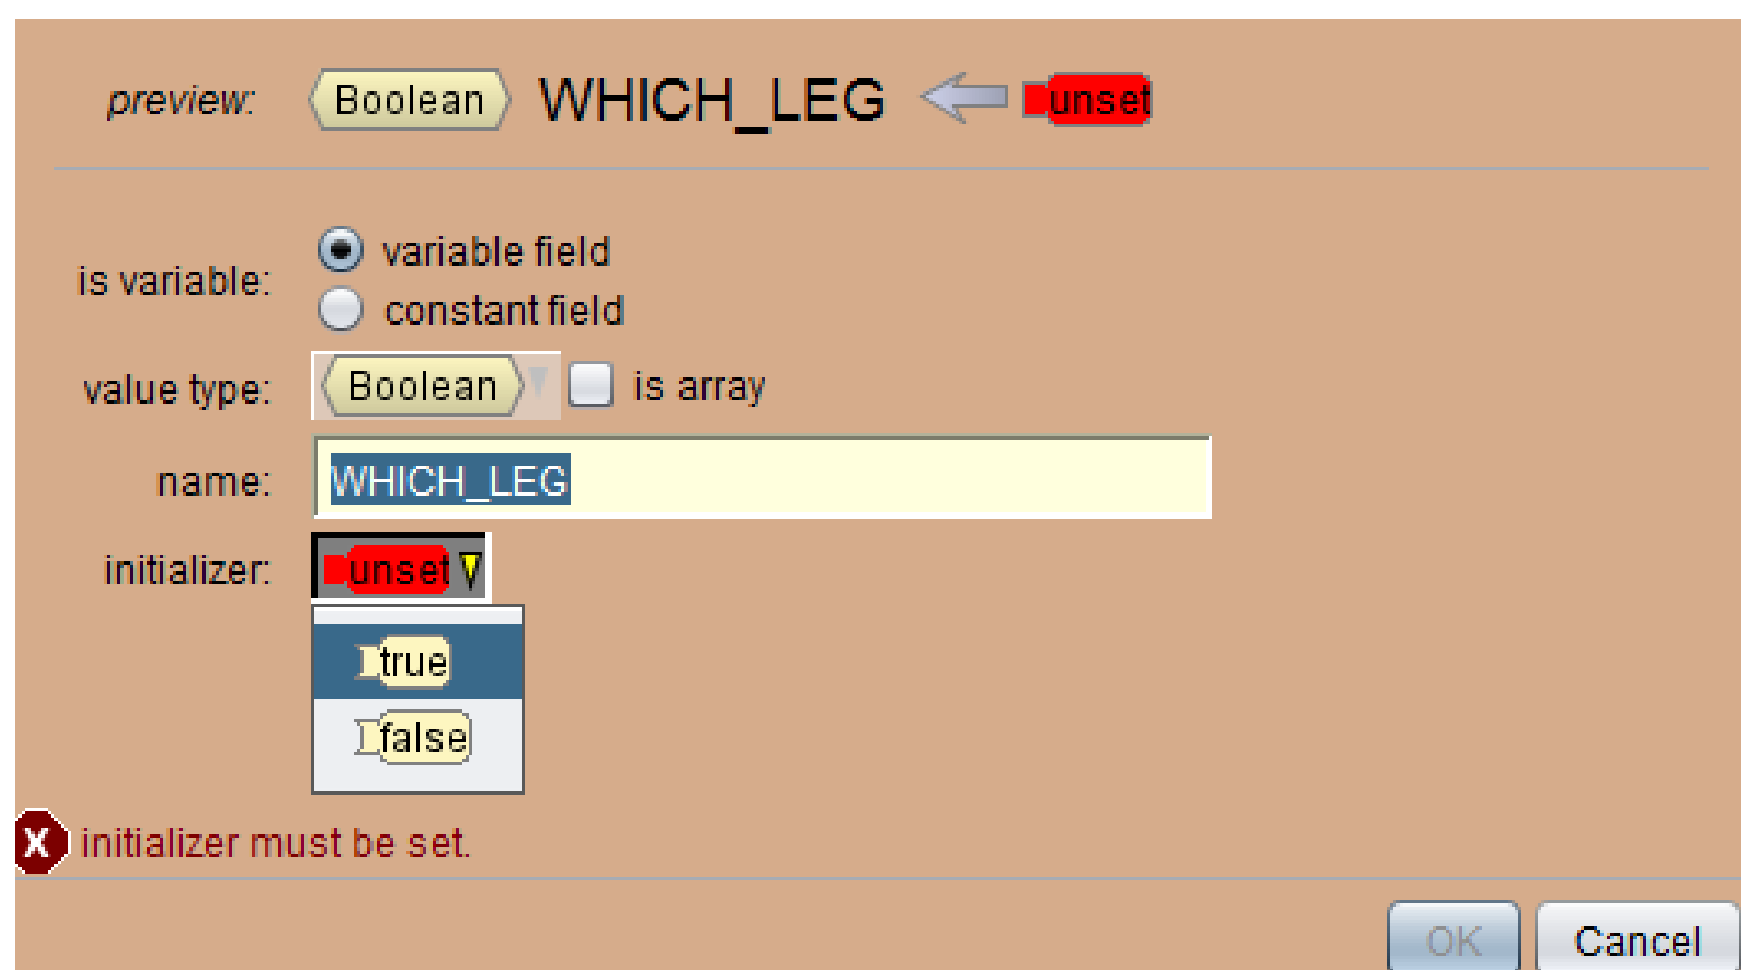 preview: Boolean WHICH_LEG unset
is variable:
variable field
constant field
value type: Boolean is array
name: WHICH_LEG
initializer: unset
true
false
X initializer must be set.
OK Cancel